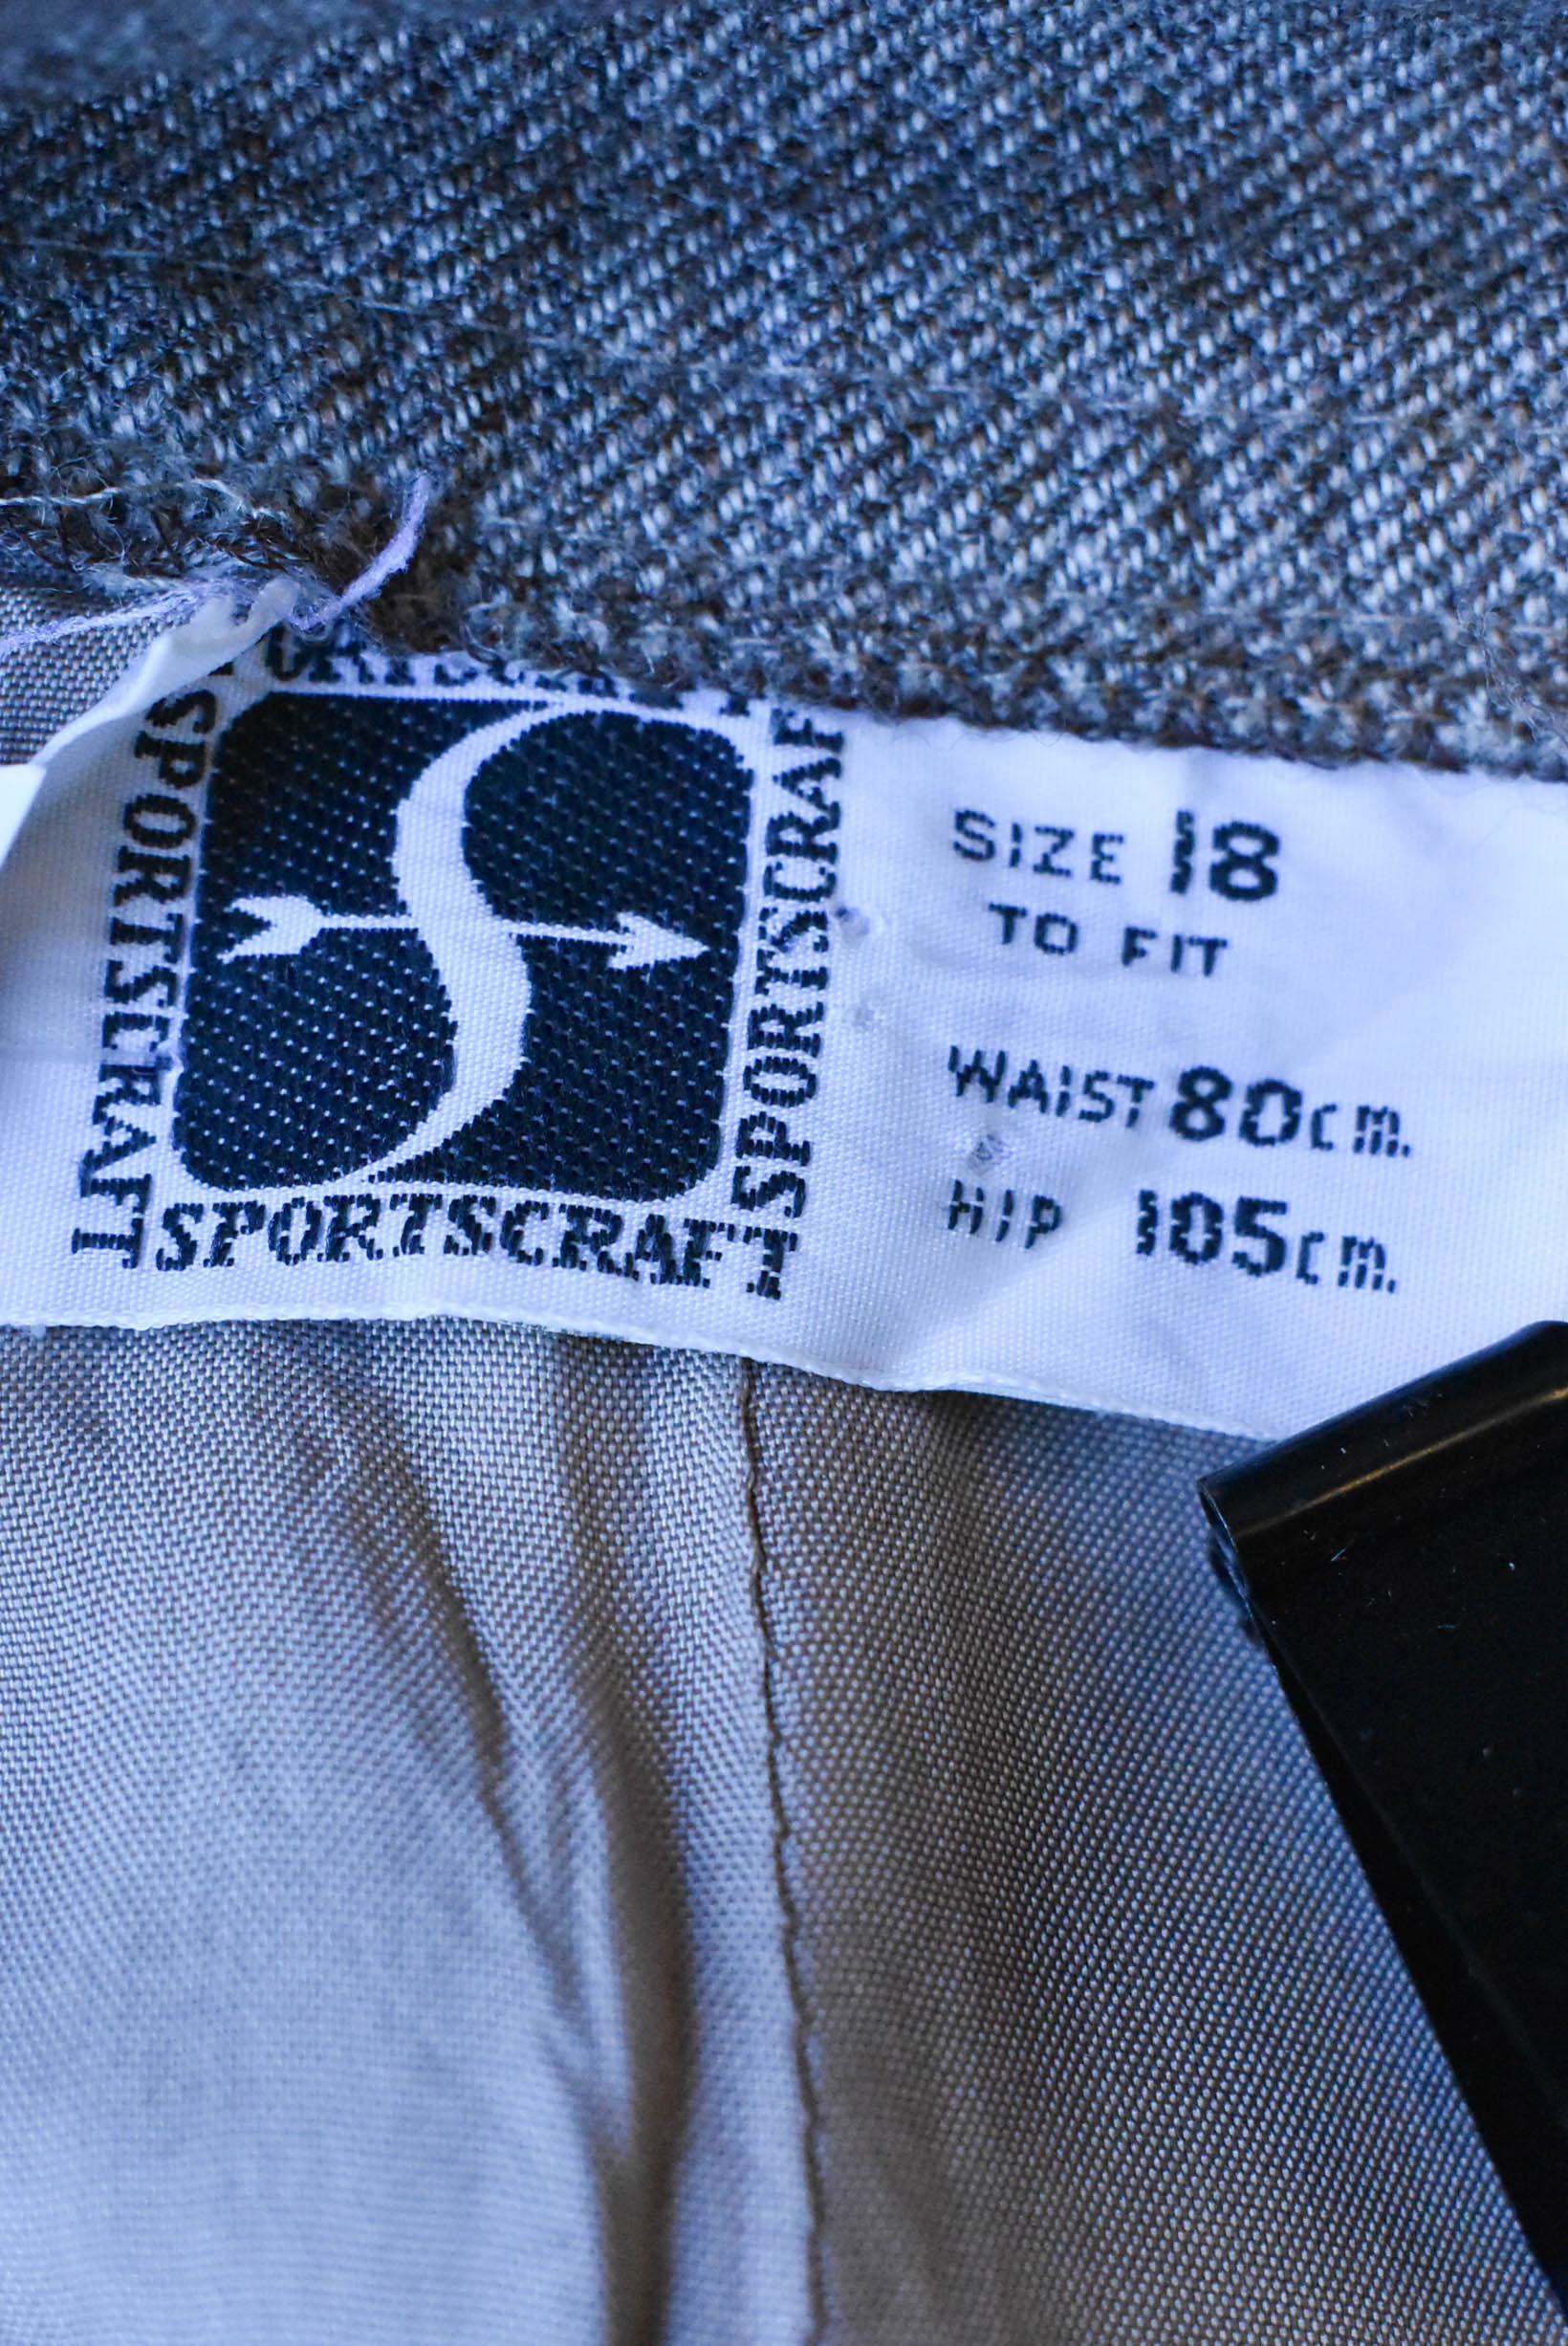 SPORTSCRAFT
SPORTSCRAFT
SPORTSCRAFT
SIZE 18
TO FIT
WAIST 80cm.
HIP 105cm.